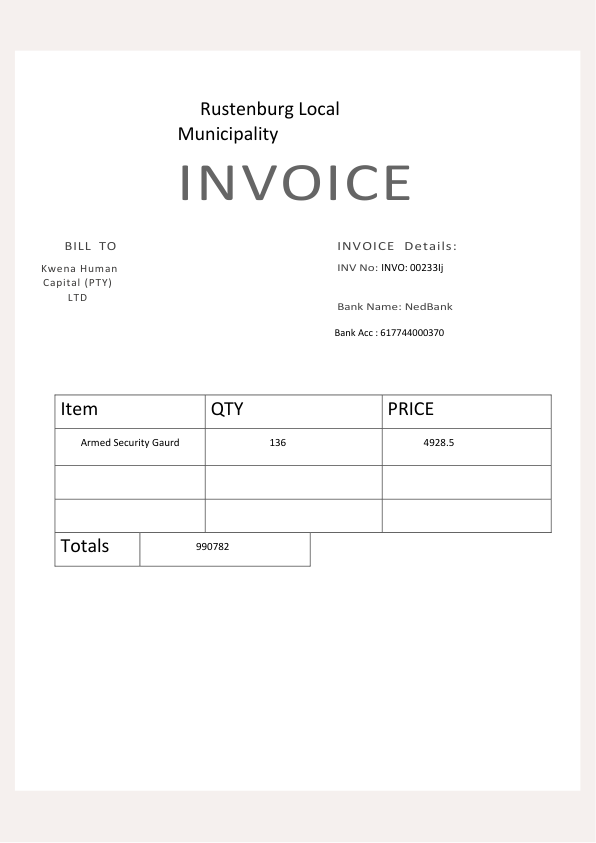 Rustenburg Local
Municipality
INVOICE
BILL TO
Kwena Human
Capital (PTY)
LTD
INVOICE Details:
INV No: INVO: 00233Ij
Bank Name: NedBank
Bank Acc : 617744000370
Item QTY PRICE
Armed Security Gaurd 136 4928.5
Totals 990782